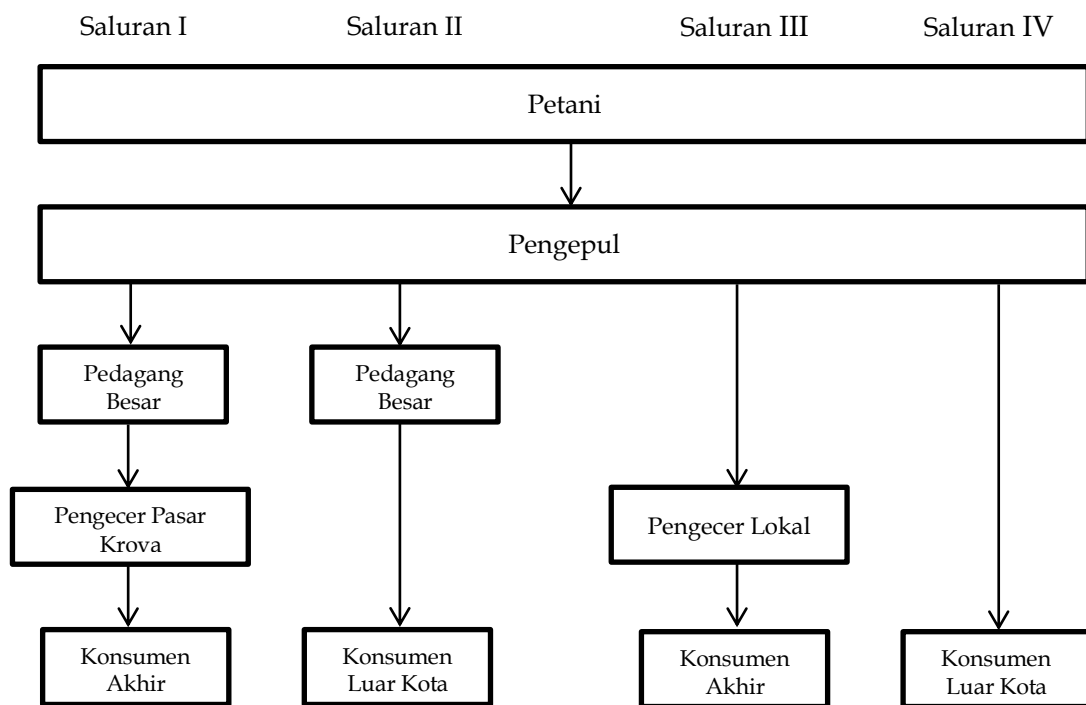 Saluran I
Saluran II
Saluran III
Saluran IV
Petani
Pengepul
Pedagang
Besar
Pedagang
Besar
Pengecer Pasar
Krova
Pengecer Lokal
Konsumen
Akhir
Konsumen
Luar Kota
Konsumen
Akhir
Konsumen
Luar Kota